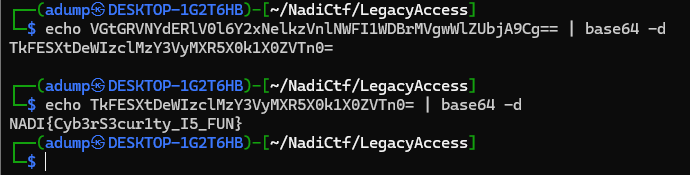 ┌──(adump㉿DESKTOP-1G2T6HB)-[~/NadiCtf/LegacyAccess]
└─$ echo VGtGRVNYdERlV0l6Y2xNelkzVnlNWFI1WDBrMVgwWlZUbjA9Cg== | base64 -d
TkFESXtDeWIzclMzY3VyMXR5X0k1X0ZVTn0=
┌──(adump㉿DESKTOP-1G2T6HB)-[~/NadiCtf/LegacyAccess]
└─$ echo TkFESXtDeWIzclMzY3VyMXR5X0k1X0ZVTn0= | base64 -d
NADI{Cyb3rS3cur1ty_I5_FUN}
┌──(adump㉿DESKTOP-1G2T6HB)-[~/NadiCtf/LegacyAccess]
└─$